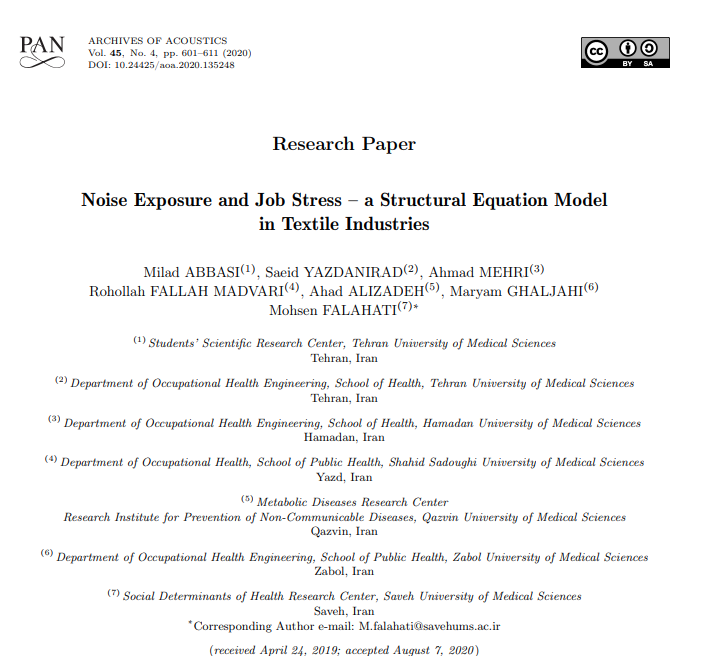 PAN
ARCHIVES OF ACOUSTICS
Vol. 45, No. 4, pp. 601–611 (2020)
DOI: 10.24425/aoa.2020.135248
cc
BY SA
Research Paper
Noise Exposure and Job Stress – a Structural Equation Model
in Textile Industries
Milad ABBASI(1), Saeid YAZDANIRAD(2), Ahmad MEHRI(3)
Rohollah FALLAH MADVARI(4), Ahad ALIZADEH(5), Maryam GHALJAHI(6)
Mohsen FALAHATI(7)*
(1) Students' Scientific Research Center, Tehran University of Medical Sciences
Tehran, Iran
(2) Department of Occupational Health Engineering, School of Health, Tehran University of Medical Sciences
Tehran, Iran
(3) Department of Occupational Health Engineering, School of Health, Hamadan University of Medical Sciences
Hamadan, Iran
(4) Department of Occupational Health, School of Public Health, Shahid Sadoughi University of Medical Sciences
Yazd, Iran
(5) Metabolic Diseases Research Center
Research Institute for Prevention of Non-Communicable Diseases, Qazvin University of Medical Sciences
Qazvin, Iran
(6) Department of Occupational Health Engineering, School of Public Health, Zabol University of Medical Sciences
Zabol, Iran
(7) Social Determinants of Health Research Center, Saveh University of Medical Sciences
Saveh, Iran
*Corresponding Author e-mail: M.falahati@savehums.ac.ir
(received April 24, 2019; accepted August 7, 2020)